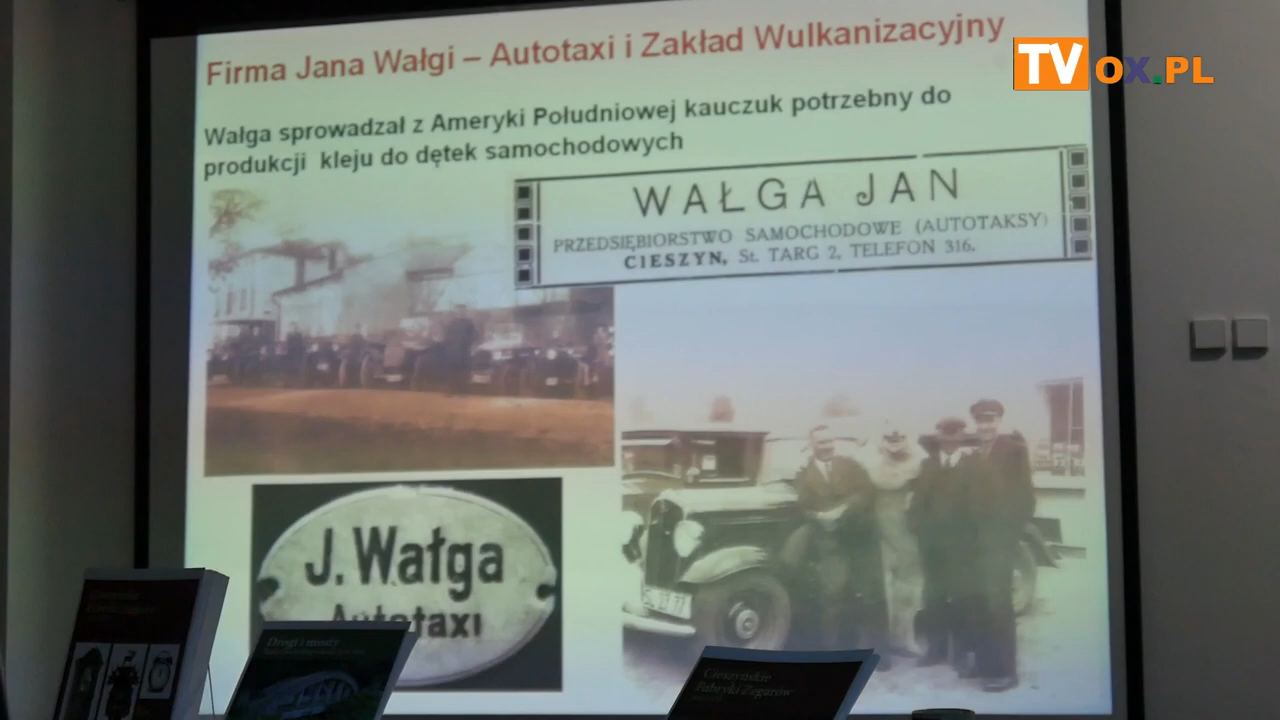 Firma Jana Wałgi – Autotaxi i Zakład Wulkanizacyjny
TVox.PL
Wałga sprowadzał z Ameryki Południowej kauczuk potrzebny do
produkcji kleju do dętek samochodowych
WAŁGA JAN
PRZEDSIĘBIORSTWO SAMOCHODOWE (AUTOTAKSY)
CIESZYN, St. TARG 2, TELEFON 316.
J. Wałga
Autotaxi
Drogi i mosty
Cieszyńskie
Fabryki Zegarów